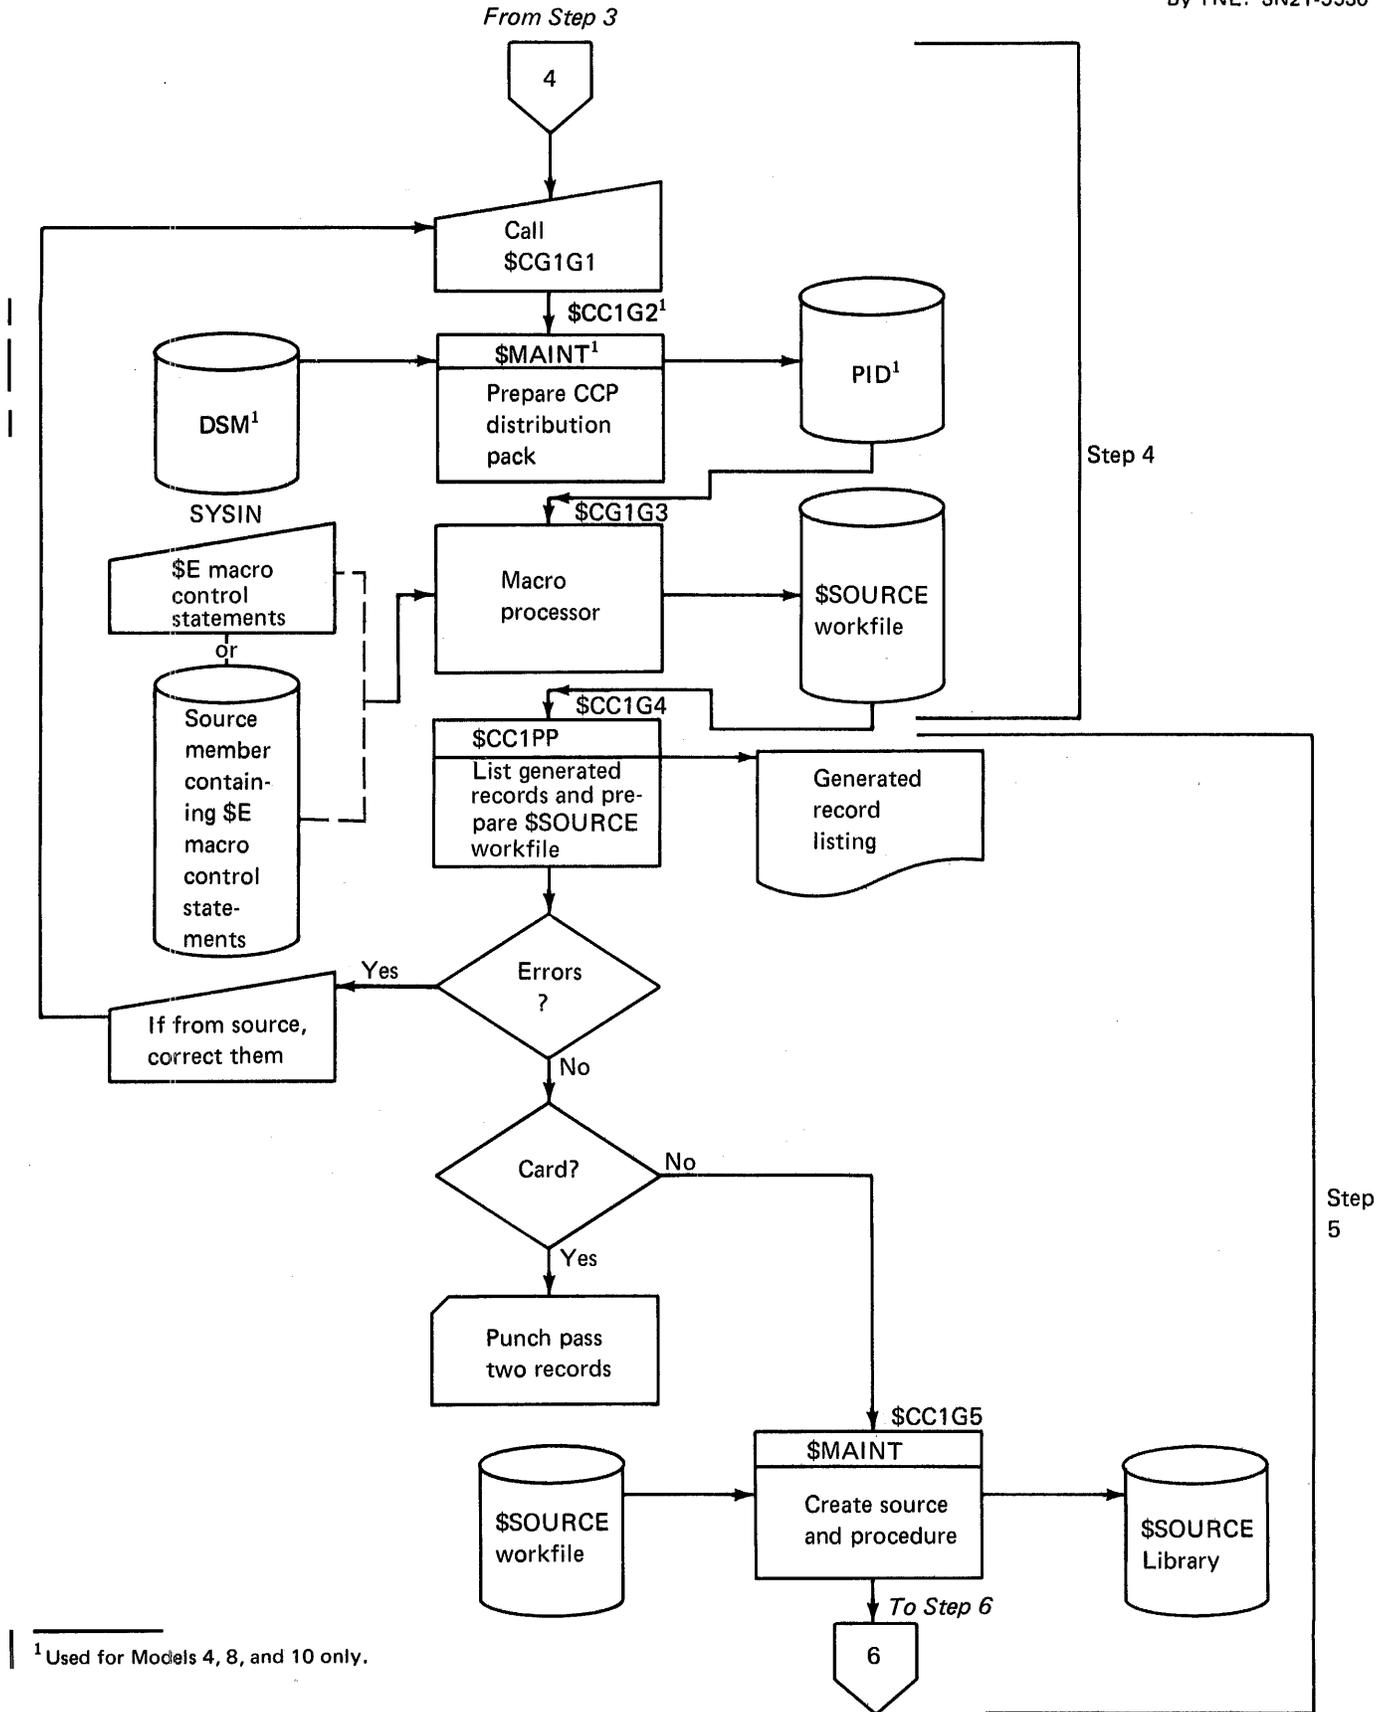 From Step 3
4
Call
$CG1G1
$CC1G2¹
$MAINT¹
Prepare CCP
distribution
pack
DSM¹
PID¹
Step 4
SYSIN
$E macro
control
statements
or
Source
member
contain-
ing $E
macro
control
state-
ments
$CG1G3
Macro
processor
$SOURCE
workfile
$CC1G4
$CC1PP
List generated
records and pre-
pare $SOURCE
workfile
Generated
record
listing
Errors
?
Yes
If from source,
correct them
No
Card?
No
Yes
Punch pass
two records
Step
5
$CC1G5
$MAINT
Create source
and procedure
$SOURCE
workfile
$SOURCE
Library
To Step 6
6
¹ Used for Models 4, 8, and 10 only.